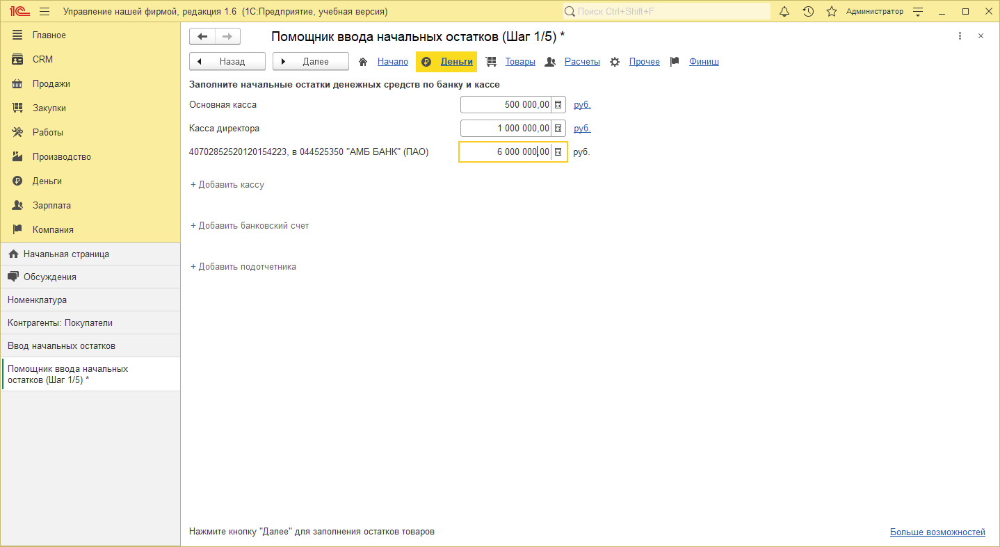 1С Управление нашей фирмой, редакция 1.6 (1С:Предприятие, учебная версия) Поиск Ctrl+Shift+F Администратор
Главное
CRM
Продажи
Закупки
Работы
Производство
Деньги
Зарплата
Компания
Начальная страница
Обсуждения
Номенклатура
Контрагенты: Покупатели
Ввод начальных остатков
Помощник ввода начальных
остатков (Шаг 1/5) *
Помощник ввода начальных остатков (Шаг 1/5) *
Назад Далее Начало Деньги Товары Расчеты Прочее Финиш
Заполните начальные остатки денежных средств по банку и кассе
Основная касса 500 000,00 руб.
Касса директора 1 000 000,00 руб.
40702852520120154223, в 044525350 "АМБ БАНК" (ПАО) 6 000 000,00 руб.
+ Добавить кассу
+ Добавить банковский счет
+ Добавить подотчетника
Нажмите кнопку "Далее" для заполнения остатков товаров Больше возможностей